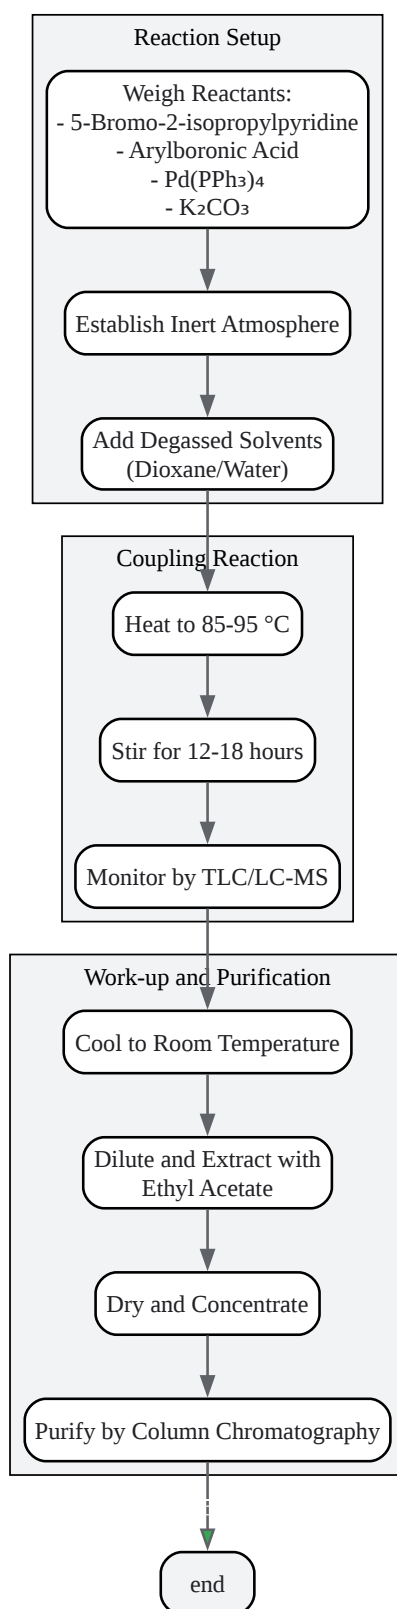 Reaction Setup
Weigh Reactants:
- 5-Bromo-2-isopropylpyridine
- Arylboronic Acid
- Pd(PPh₃)₄
- K₂CO₃
Establish Inert Atmosphere
Add Degassed Solvents
(Dioxane/Water)
Coupling Reaction
Heat to 85-95 °C
Stir for 12-18 hours
Monitor by TLC/LC-MS
Work-up and Purification
Cool to Room Temperature
Dilute and Extract with
Ethyl Acetate
Dry and Concentrate
Purify by Column Chromatography
end